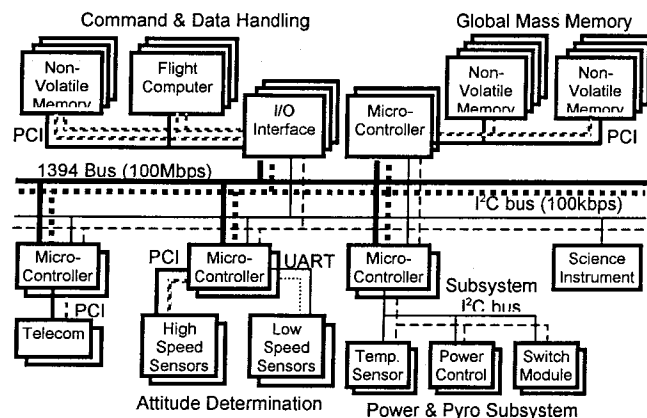 Command & Data Handling
Global Mass Memory
Non-
Volatile
Memory
Flight
Computer
I/O
Interface
Micro-
Controller
Non-
Volatile
Memory
Non-
Volatile
Memory
PCI
PCI
1394 Bus (100Mbps)
I²C bus (100kbps)
Micro-
Controller
PCI
Micro-
Controller
UART
Micro-
Controller
Science
Instrument
PCI
Telecom
High
Speed
Sensors
Low
Speed
Sensors
Subsystem
I²C bus
Temp.
Sensor
Power
Control
Switch
Module
Attitude Determination
Power & Pyro Subsystem